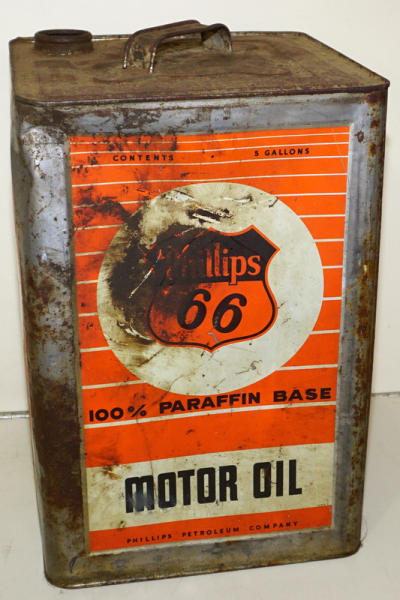 CONTENTS 5 GALLONS
Phillips
66
100% PARAFFIN BASE
MOTOR OIL
PHILLIPS PETROLEUM COMPANY